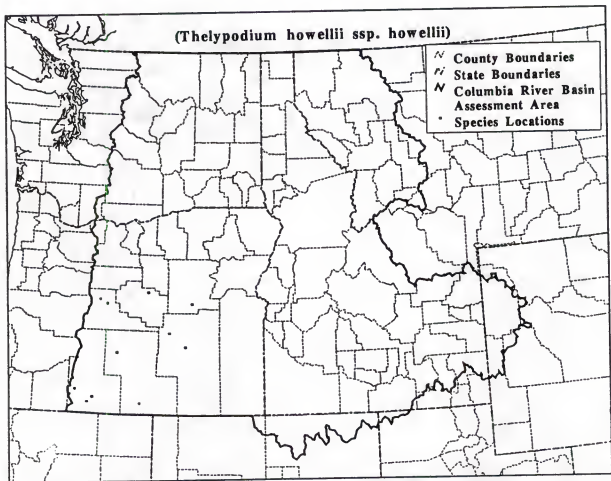 (Thelypodium howellii ssp. howellii)
County Boundaries
State Boundaries
Columbia River Basin
Assessment Area
Species Locations